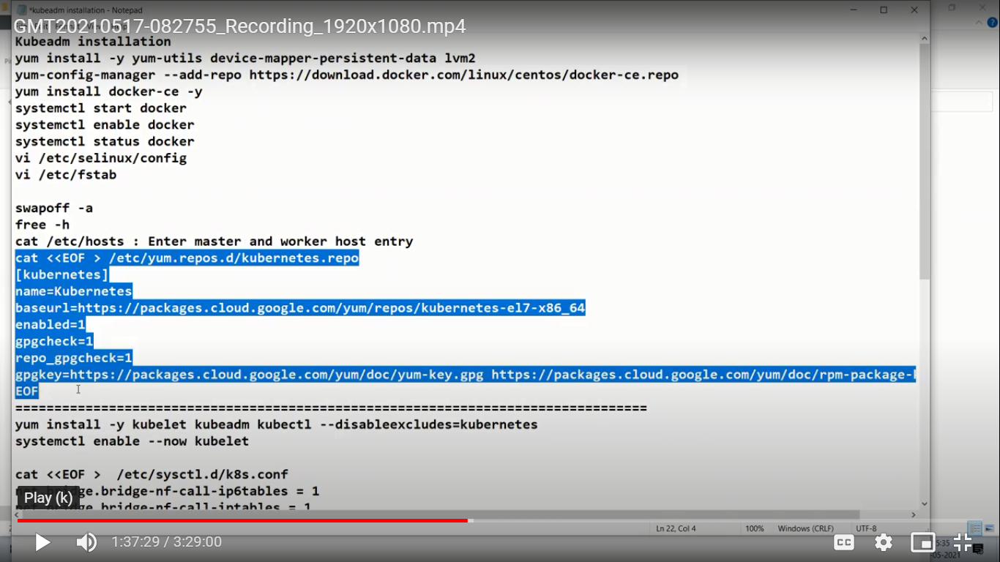 *kubeadm installation - Notepad
GMT20210517-082755_Recording_1920x1080.mp4
Kubeadm installation
yum install -y yum-utils device-mapper-persistent-data lvm2
yum-config-manager --add-repo https://download.docker.com/linux/centos/docker-ce.repo
yum install docker-ce -y
systemctl start docker
systemctl enable docker
systemctl status docker
vi /etc/selinux/config
vi /etc/fstab
swapoff -a
free -h
cat /etc/hosts : Enter master and worker host entry
cat <<EOF > /etc/yum.repos.d/kubernetes.repo
[kubernetes]
name=Kubernetes
baseurl=https://packages.cloud.google.com/yum/repos/kubernetes-el7-x86_64
enabled=1
gpgcheck=1
repo_gpgcheck=1
gpgkey=https://packages.cloud.google.com/yum/doc/yum-key.gpg https://packages.cloud.google.com/yum/doc/rpm-package-
EOF
=================================================================================
yum install -y kubelet kubeadm kubectl --disableexcludes=kubernetes
systemctl enable --now kubelet
cat <<EOF >  /etc/sysctl.d/k8s.conf
net.bridge.bridge-nf-call-ip6tables = 1
net.bridge.bridge-nf-call-iptables = 1
Play (k)
Ln 22, Col 4
100%
Windows (CRLF)
UTF-8
1:37:29 / 3:29:00
CC